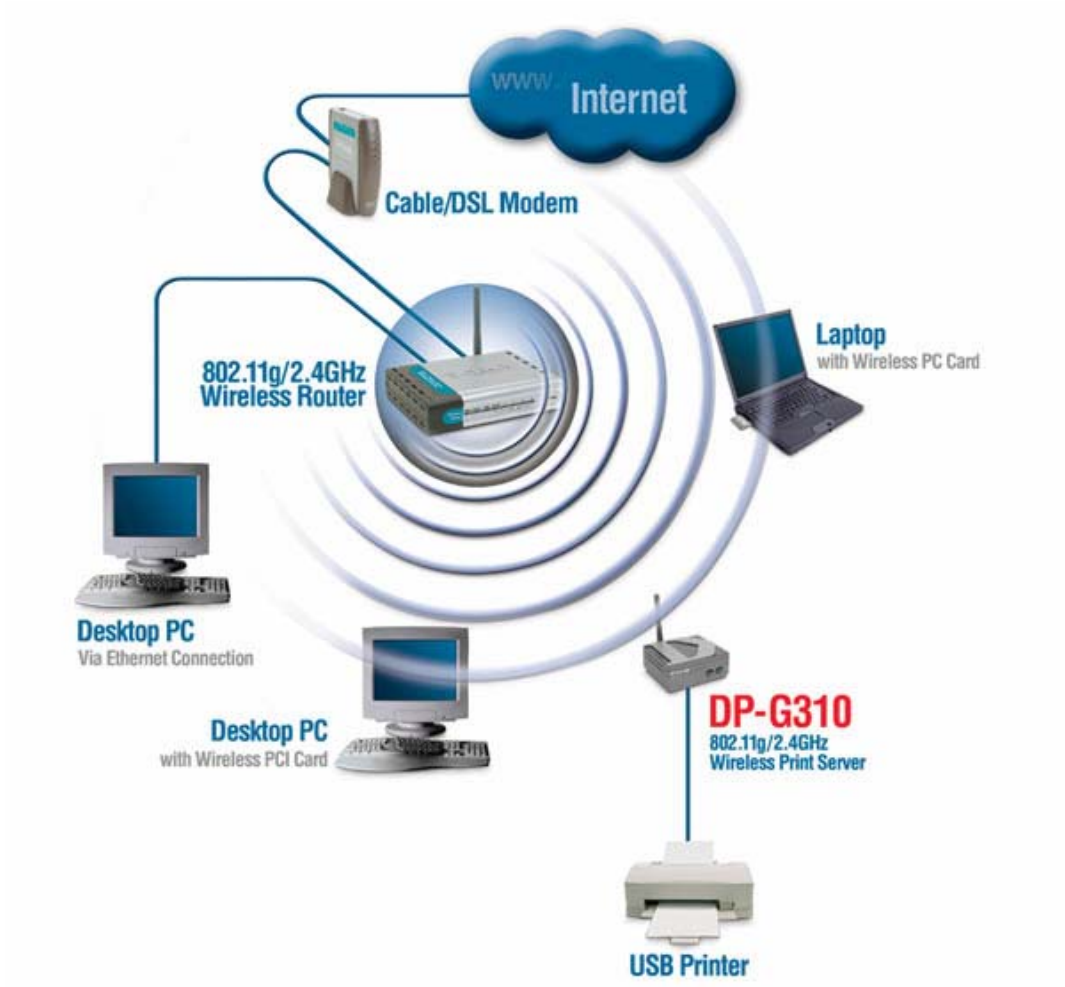 www. Internet
Cable/DSL Modem
Laptop
with Wireless PC Card
802.11g/2.4GHz
Wireless Router
Desktop PC
Via Ethernet Connection
Desktop PC
with Wireless PCI Card
DP-G310
802.11g/2.4GHz
Wireless Print Server
USB Printer